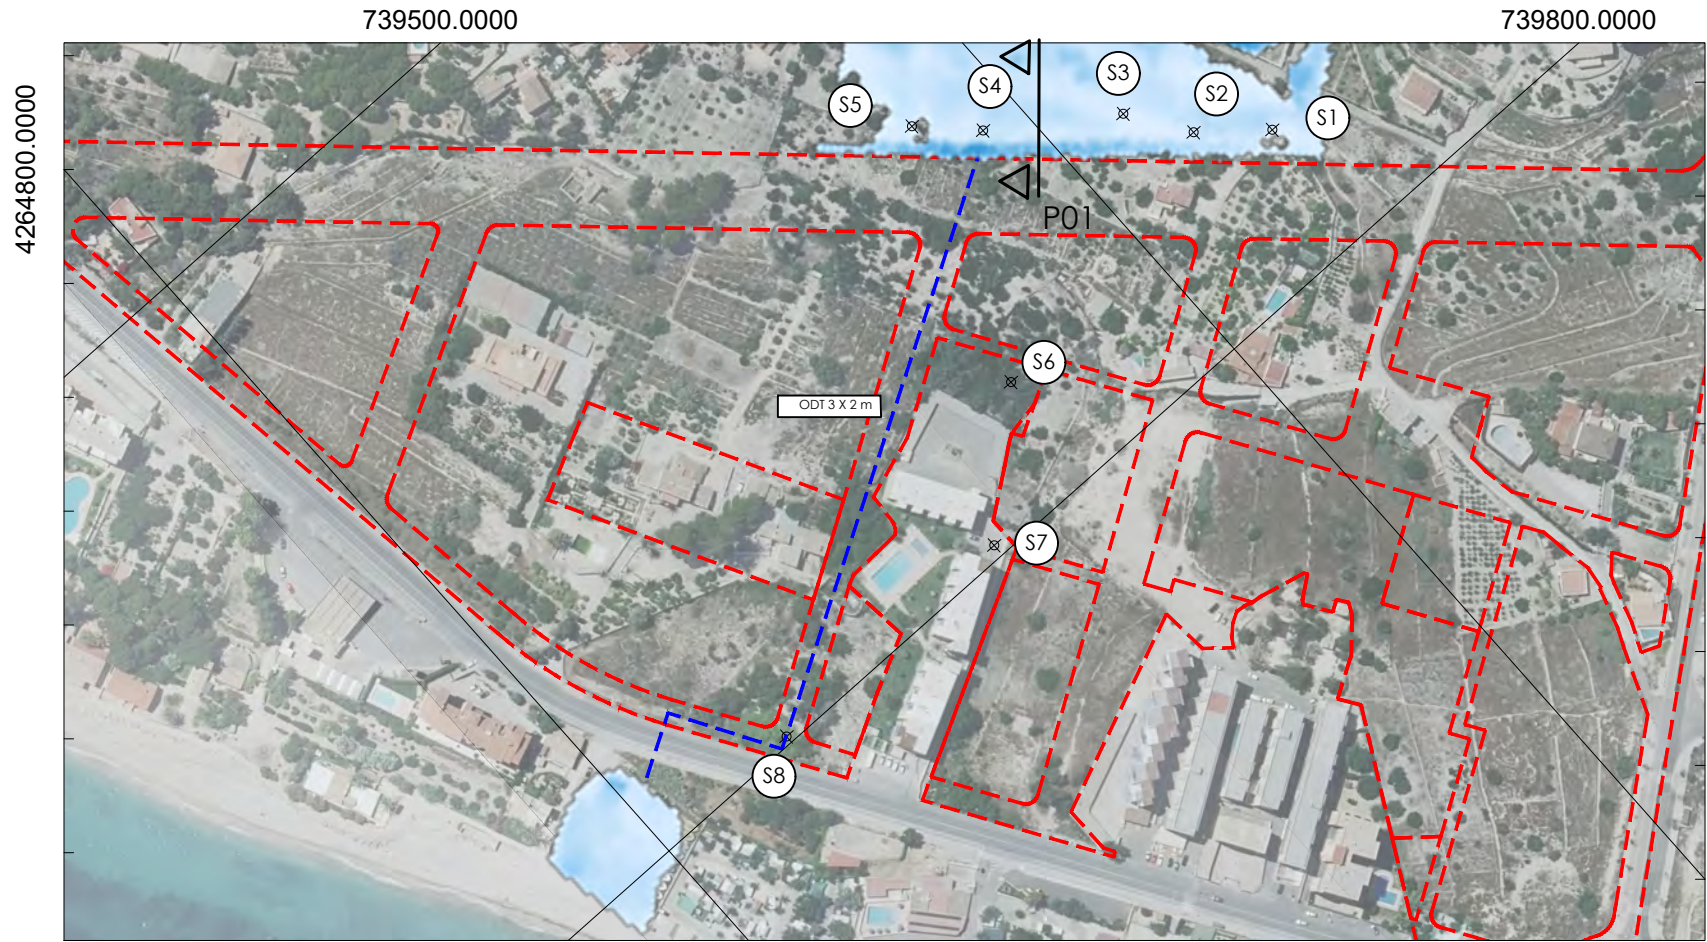 739500.0000
739800.0000
4264800.0000
S5
S4
S3
S2
S1
P01
S6
ODT 3 X 2 m
S7
S8